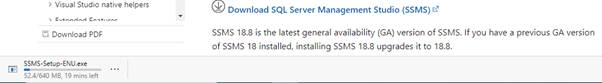 Visual Studio native helpers
Extended Features
Download PDF
Download SQL Server Management Studio (SSMS)
SSMS 18.8 is the latest general availability (GA) version of SSMS. If you have a previous GA version
of SSMS 18 installed, installing SSMS 18.8 upgrades it to 18.8.
SSMS-Setup-ENU.exe
52.4/640 MB, 19 mins left